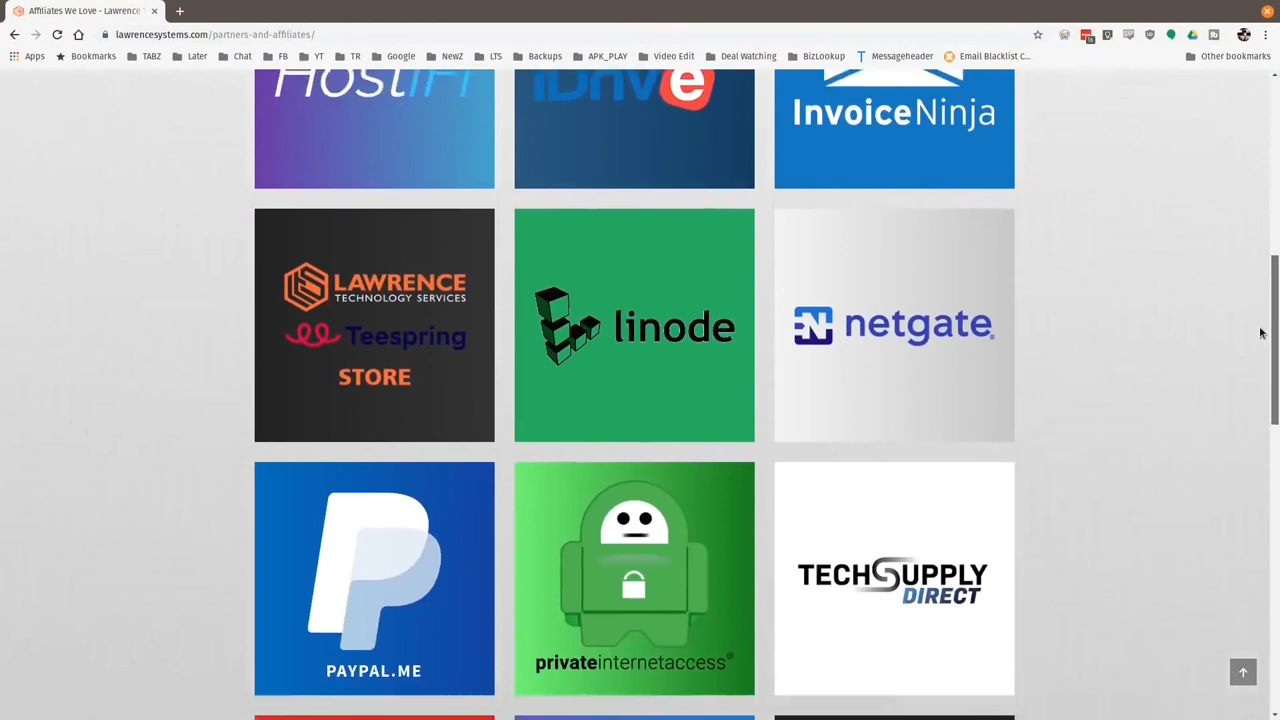 Affiliates We Love - Lawrence
lawrencesystems.com/partners-and-affiliates/
Apps Bookmarks TABZ Later Chat FB YT TR Google NewZ LTS Backups APK_PLAY Video Edit Deal Watching BizLookup Messageheader Email Blacklist C... Other bookmarks
HostiFi
iDrive
InvoiceNinja
LAWRENCE
TECHNOLOGY SERVICES
Teespring
STORE
linode
netgate®
PAYPAL.ME
privateinternetaccess®
TECHSUPPLY
DIRECT